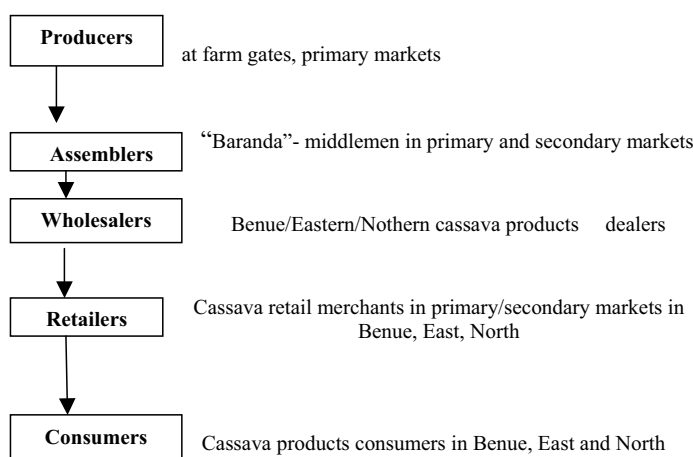 Producers
at farm gates, primary markets
“Baranda”- middlemen in primary and secondary markets
Assemblers
Wholesalers
Benue/Eastern/Nothern cassava products dealers
Cassava retail merchants in primary/secondary markets in
Retailers
Benue, East, North
Consumers
Cassava products consumers in Benue, East and North